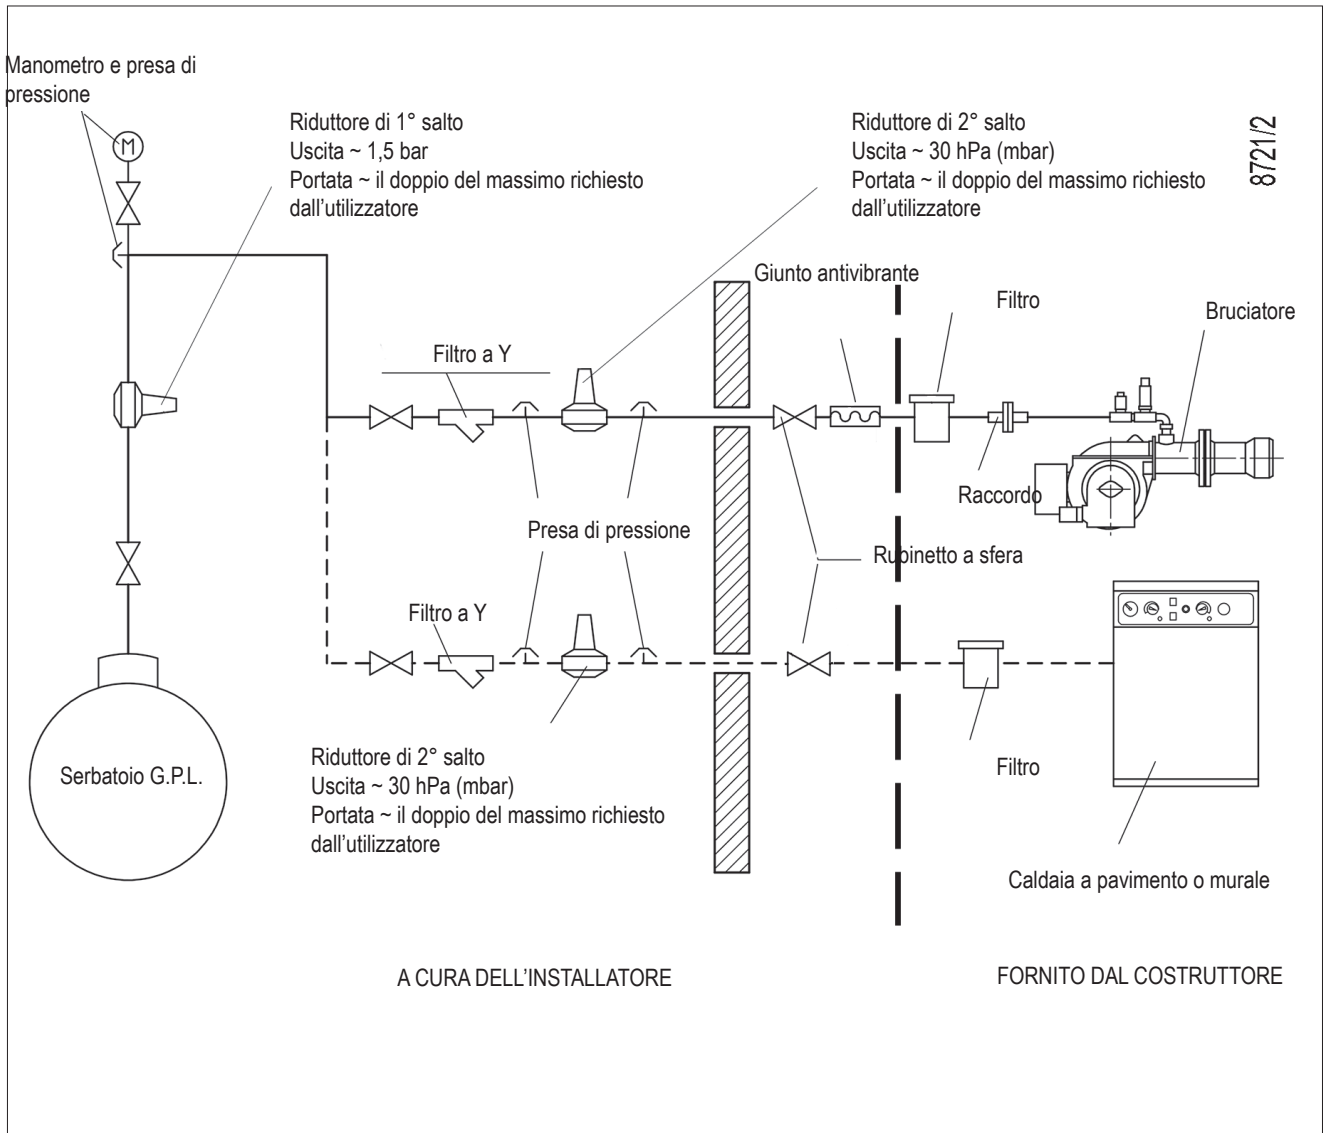 Manometro e presa di
pressione
M
Riduttore di 1° salto
Uscita ~ 1,5 bar
Portata ~ il doppio del massimo richiesto
dall'utilizzatore
Riduttore di 2° salto
Uscita ~ 30 hPa (mbar)
Portata ~ il doppio del massimo richiesto
dall'utilizzatore
8721/2
Giunto antivibrante
Filtro
Bruciatore
Filtro a Y
Raccordo
Presa di pressione
Rubinetto a sfera
Filtro a Y
Serbatoio G.P.L.
Riduttore di 2° salto
Uscita ~ 30 hPa (mbar)
Portata ~ il doppio del massimo richiesto
dall'utilizzatore
Filtro
Caldaia a pavimento o murale
A CURA DELL'INSTALLATORE
FORNITO DAL COSTRUTTORE